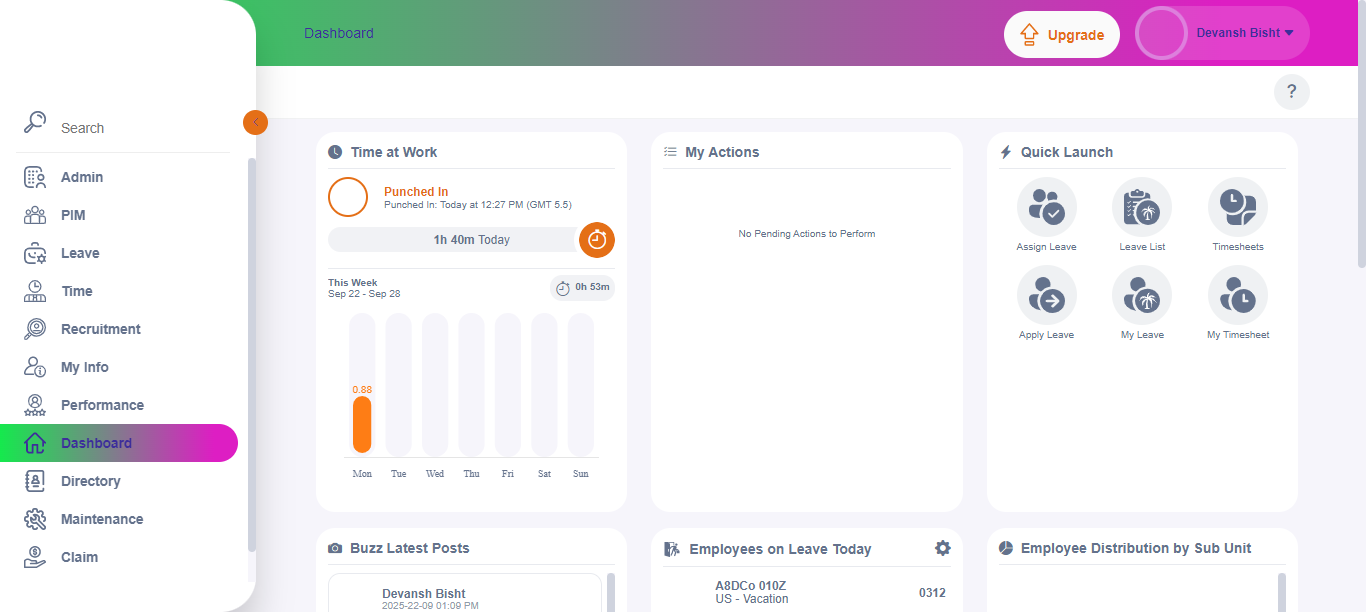 Dashboard
Upgrade
Devansh Bisht
?
Search
Admin
PIM
Leave
Time
Recruitment
My Info
Performance
Dashboard
Directory
Maintenance
Claim
Time at Work
Punched In
Punched In: Today at 12:27 PM (GMT 5.5)
1h 40m Today
This Week
Sep 22 - Sep 28
0h 53m
0.88
Mon Tue Wed Thu Fri Sat Sun
My Actions
No Pending Actions to Perform
Quick Launch
Assign Leave Leave List Timesheets
Apply Leave My Leave My Timesheet
Buzz Latest Posts
Devansh Bisht
2025-22-09 01:09 PM
Employees on Leave Today
A8DCo 010Z
US - Vacation
0312
Employee Distribution by Sub Unit